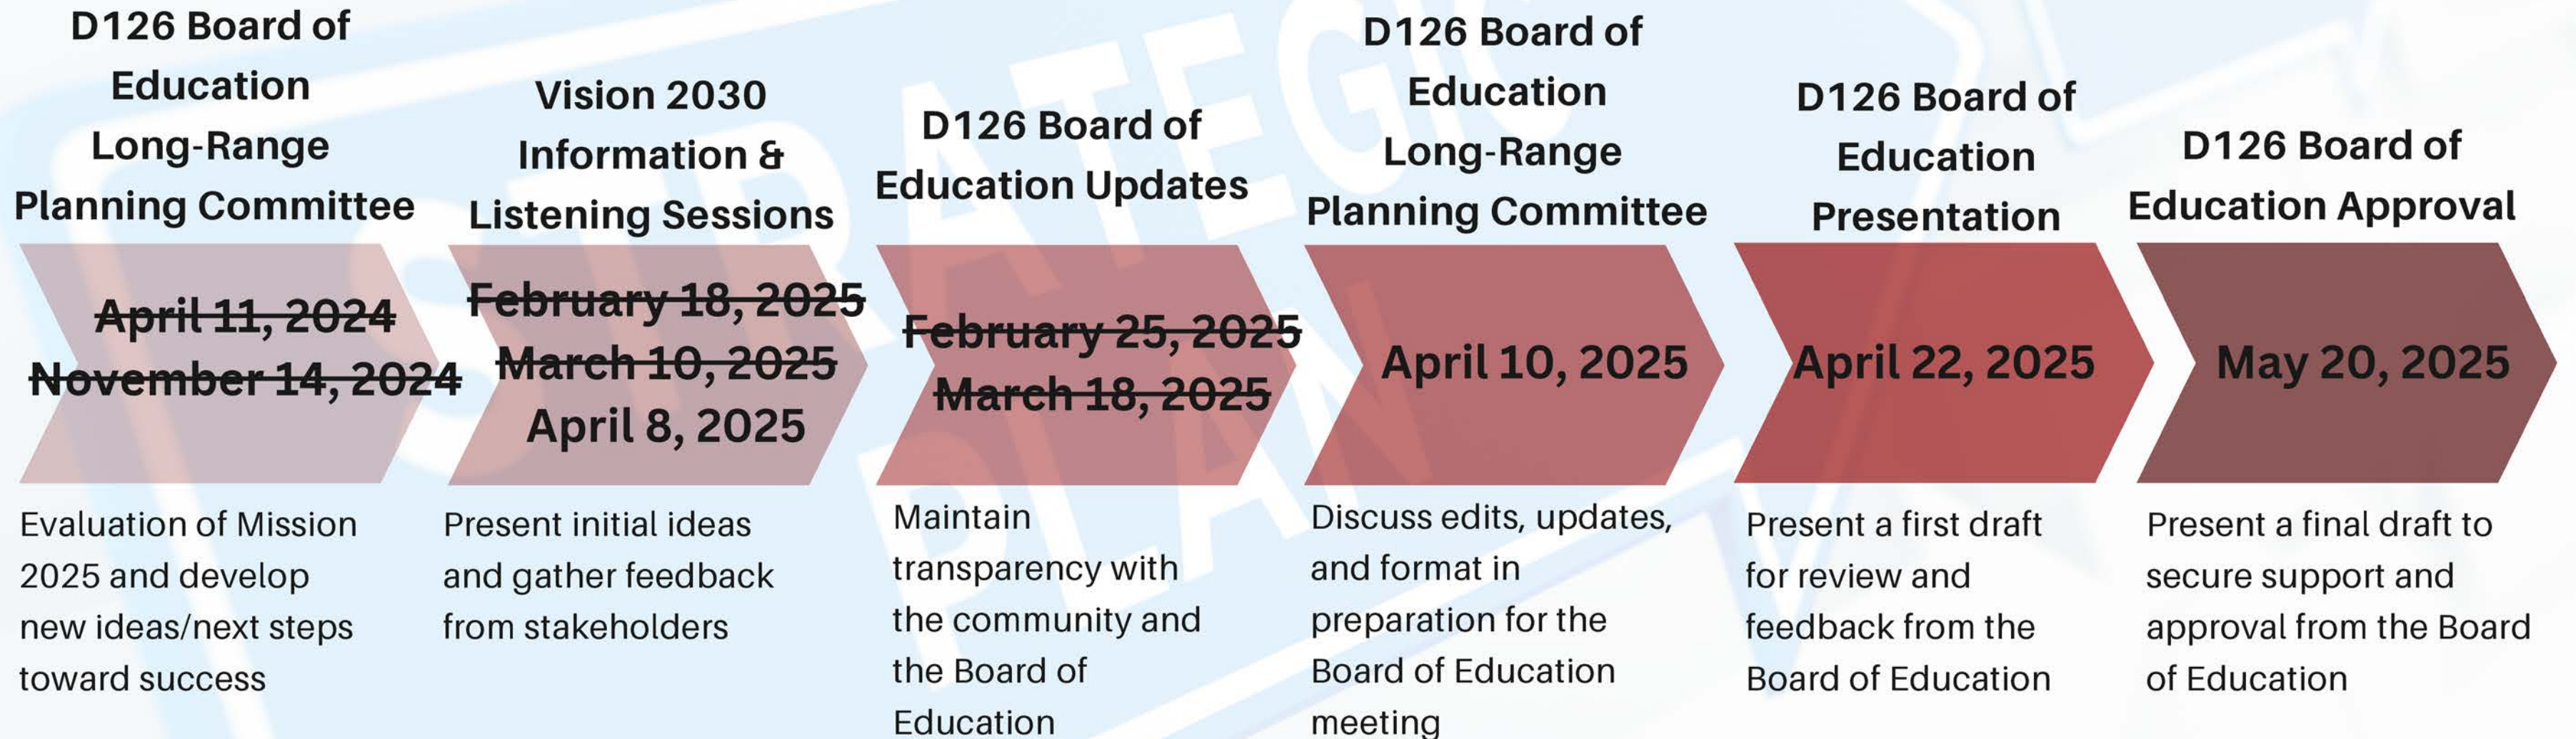 D126 Board of
Education
Long-Range
Planning Committee
April 11, 2024
November 14, 2024
Evaluation of Mission
2025 and develop
new ideas/next steps
toward success
Vision 2030
Information &
Listening Sessions
February 18, 2025
March 10, 2025
April 8, 2025
Present initial ideas
and gather feedback
from stakeholders
D126 Board of
Education Updates
February 25, 2025
March 18, 2025
Maintain
transparency with
the community and
the Board of
Education
D126 Board of
Education
Long-Range
Planning Committee
April 10, 2025
Discuss edits, updates,
and format in
preparation for the
Board of Education
meeting
D126 Board of
Education
Presentation
April 22, 2025
Present a first draft
for review and
feedback from the
Board of Education
D126 Board of
Education Approval
May 20, 2025
Present a final draft to
secure support and
approval from the Board
of Education
STRATEGIC
PLAN